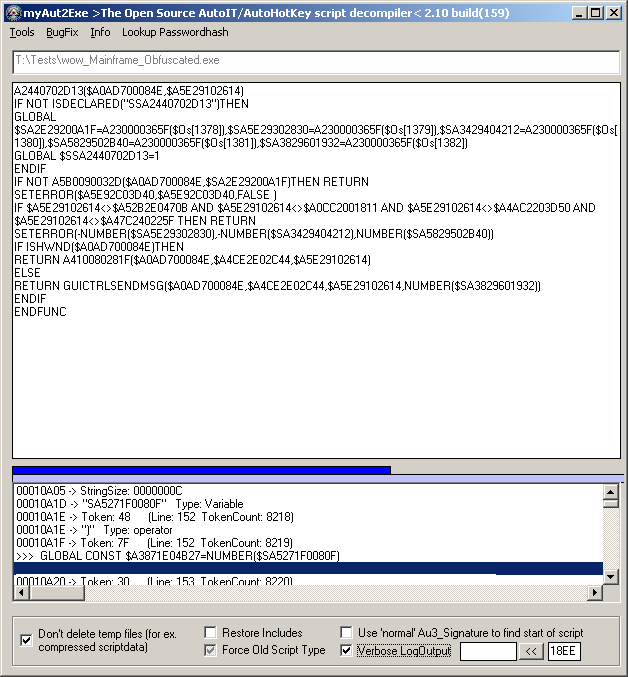 myAut2Exe >The Open Source AutoIT/AutoHotKey script decompiler< 2.10 build(159)
Tools BugFix Info Lookup Passwordhash
T:\Tests\wow_Mainframe_Obfuscated.exe
A2440702D13($A0AD700084E,$A5E29102614)
IF NOT ISDECLARED("SSA2440702D13")THEN
GLOBAL
$SA2E29200A1F=A230000365F($Os[1378]),$SA5E29302830=A230000365F($Os[1379]),$SA3429404212=A230000365F($Os[
1380]),$SA5829502B40=A230000365F($Os[1381]),$SA3829601932=A230000365F($Os[1382])
GLOBAL $SSA2440702D13=1
ENDIF
IF NOT A5B0090032D($A0AD700084E,$SA2E29200A1F)THEN RETURN
SETERROR($A5E92C03D40,$A5E92C03D40,FALSE )
IF $A5E29102614<>$A52B2E0470B AND $A5E29102614<>$A0CC2001811 AND $A5E29102614<>$A4AC2203D50 AND
$A5E29102614<>$A47C240225F THEN RETURN
SETERROR(-NUMBER($SA5E29302830),-NUMBER($SA3429404212),NUMBER($SA5829502B40))
IF ISHWND($A0AD700084E)THEN
RETURN A410080281F($A0AD700084E,$A4CE2E02C44,$A5E29102614)
ELSE
RETURN GUICTRLSENDMSG($A0AD700084E,$A4CE2E02C44,$A5E29102614,NUMBER($SA3829601932))
ENDIF
ENDFUNC
00010A05 -> StringSize: 0000000C
00010A1D -> "SA5271F0080F" Type: Variable
00010A1E -> Token: 48 (Line: 152 TokenCount: 8218)
00010A1E -> ")" Type: operator
00010A1F -> Token: 7F (Line: 152 TokenCount: 8219)
>>> GLOBAL CONST $A3871E04B27=NUMBER($SA5271F0080F)
00010A20 -> Token: 30 (Line: 153 TokenCount: 8220)
Don't delete temp files (for ex.
compressed scriptdata)
Restore Includes
Force Old Script Type
Use 'normal' Au3_Signature to find start of script
Verbose LogOutput
<<
18EE